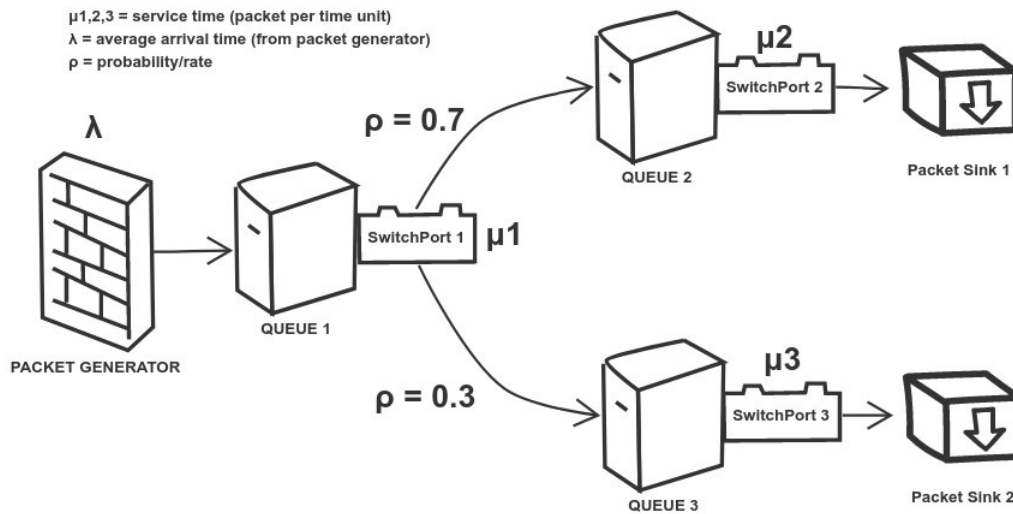 μ1,2,3 = service time (packet per time unit)
λ = average arrival time (from packet generator)
ρ = probability/rate
λ
PACKET GENERATOR
QUEUE 1
SwitchPort 1
μ1
ρ = 0.7
QUEUE 2
μ2
SwitchPort 2
Packet Sink 1
ρ = 0.3
QUEUE 3
μ3
SwitchPort 3
Packet Sink 2